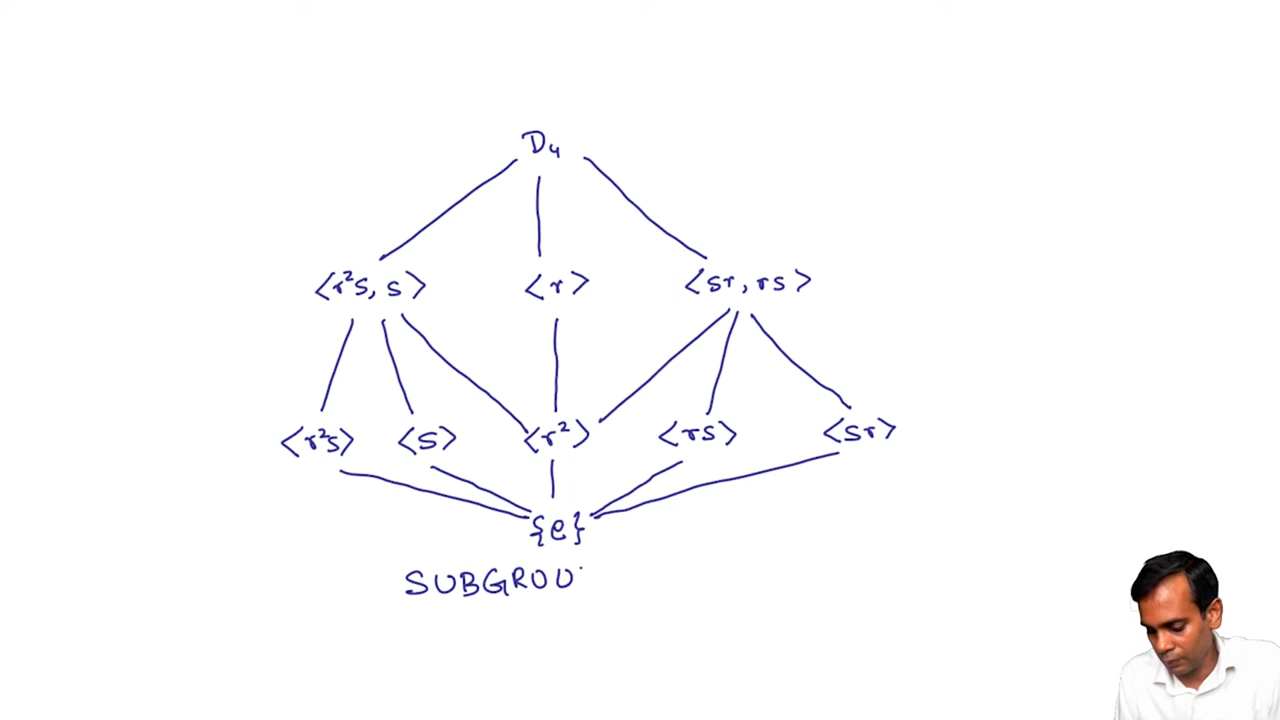 D₄
<r²s, s> <r> <sr, rs>
<r²s> <s> <r²> <rs> <sr>
{e}
SUBGROU